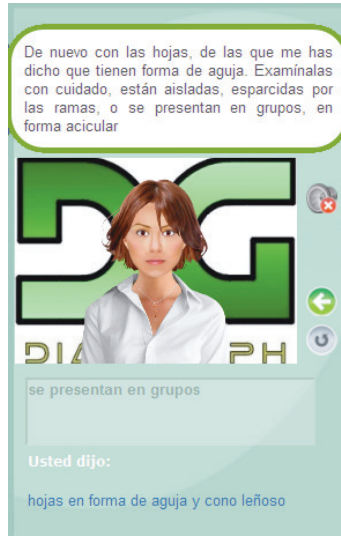 De nuevo con las hojas, de las que me has
dicho que tienen forma de aguja. Examínalas
con cuidado, están aisladas, esparcidas por
las ramas, o se presentan en grupos, en
forma acicular
DG
se presentan en grupos
Usted dijo:
hojas en forma de aguja y cono leñoso